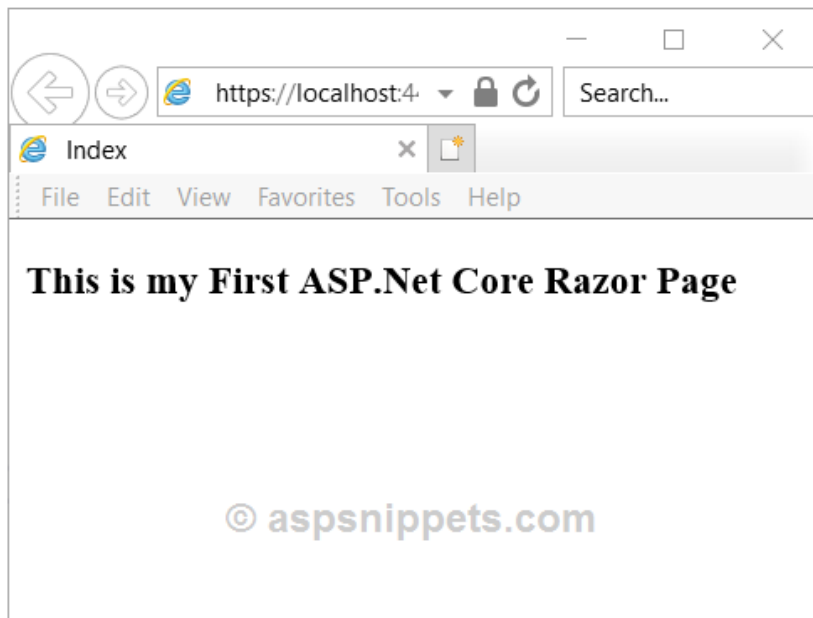 https://localhost:4
Search...
Index
File Edit View Favorites Tools Help
This is my First ASP.Net Core Razor Page
© aspsnippets.com